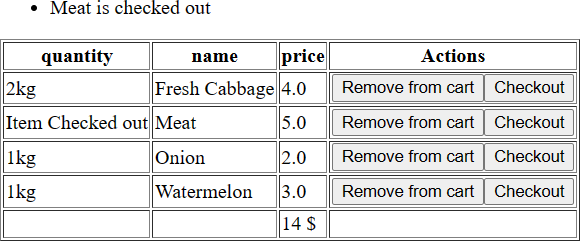 Meat is checked out
quantity name price Actions
2kg Fresh Cabbage 4.0 Remove from cart Checkout
Item Checked out Meat 5.0 Remove from cart Checkout
1kg Onion 2.0 Remove from cart Checkout
1kg Watermelon 3.0 Remove from cart Checkout
14 $